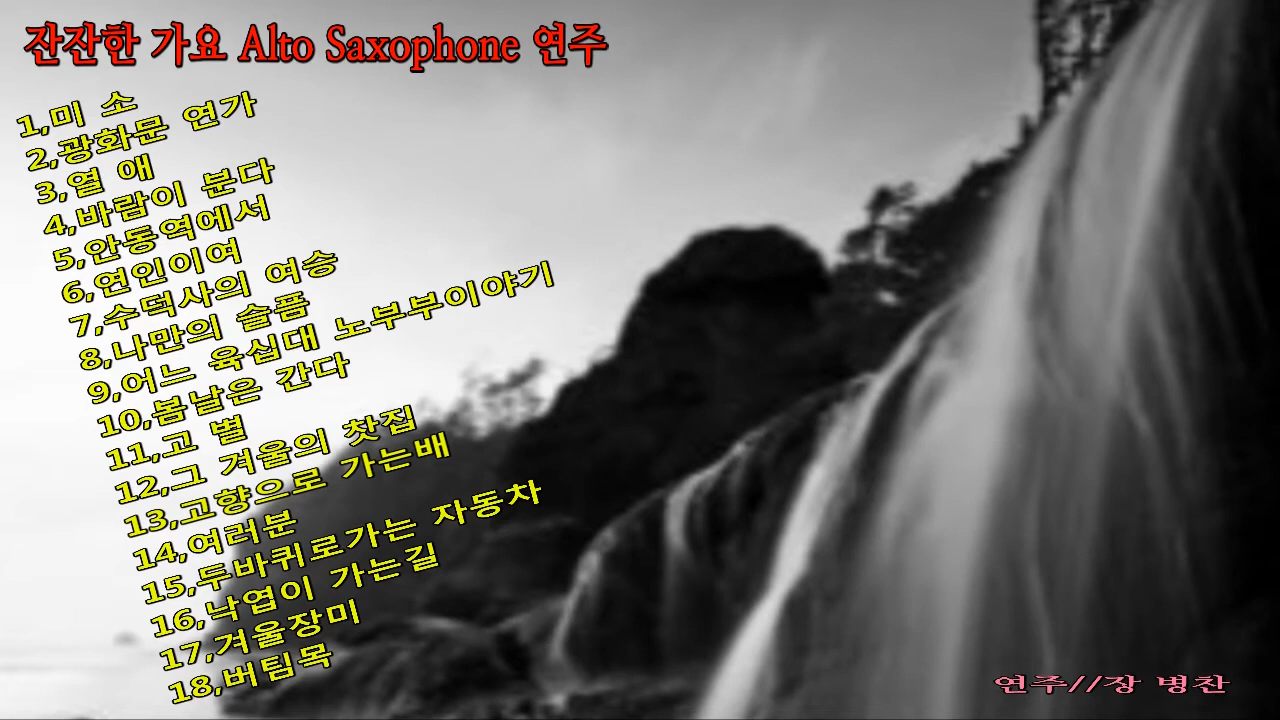 잔잔한 가요 Alto Saxophone 연주
1,미 소
2,광화문 연가
3,열 애
4,바람이 분다
5,안동역에서
6,연인이여
7,수덕사의 여승
8,나만의 슬픔
9,어느 육십대 노부부이야기
10,봄날은 간다
11,고 별
12,그 겨울의 찻집
13,고향으로 가는배
14,여러분
15,두바퀴로가는 자동차
16,낙엽이 가는길
17,겨울장미
18,버팀목
연주//장 병찬